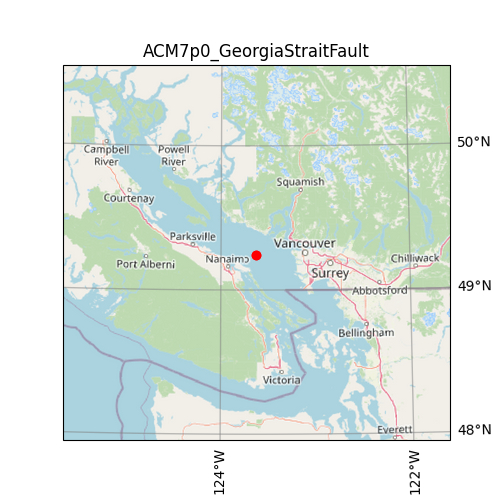 ACM7p0_GeorgiaStraitFault
50°N
Campbell
River
Powell
River
Squamish
Courtenay
Parksville
Vancouver
Nanaimo
Port Alberni
Surrey
Chilliwack
Abbotsford
49°N
Bellingham
Victoria
Everett
48°N
124°W
122°W